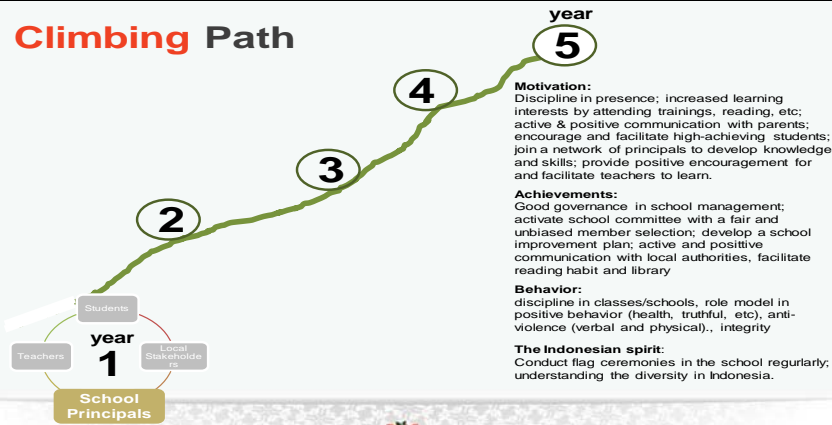 Climbing Path
year
5
4
3
2
Motivation:
Discipline in presence; increased learning
interests by attending trainings, reading, etc;
active & positive communication with parents;
encourage and facilitate high-achieving students;
join a network of principals to develop knowledge
and skills; provide positive encouragement for
and facilitate teachers to learn.
Achievements:
Good governance in school management;
activate school committee with a fair and
unbiased member selection; develop a school
improvement plan; active and posittive
communication with local authorities, facilitate
reading habit and library
Behavior:
discipline in classes/schools, role model in
positive behavior (health, truthful, etc), anti-
violence (verbal and physical)., integrity
The Indonesian spirit:
Conduct flag ceremonies in the school regurlarly;
understanding the diversity in Indonesia.
Students
year
1
Teachers
Local
Stakeholde
rs
School
Principals